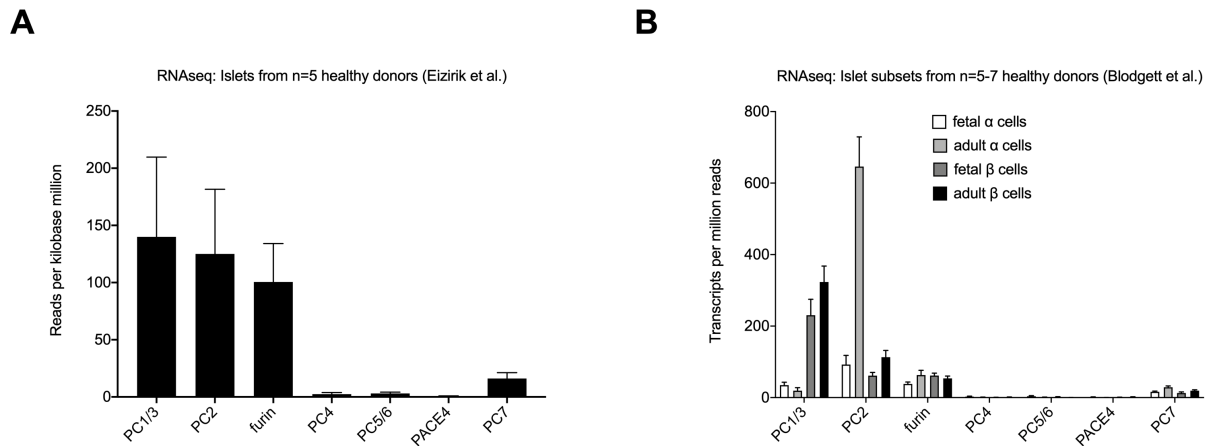 A
RNAseq: Islets from n=5 healthy donors (Eizirik et al.)
Reads per kilobase million
250
200
150
100
50
0
PC1/3
PC2
furin
PC4
PC5/6
PACE4
PC7
B
RNAseq: Islet subsets from n=5-7 healthy donors (Blodgett et al.)
Transcripts per million reads
800
600
400
200
0
fetal α cells
adult α cells
fetal β cells
adult β cells
PC1/3
PC2
furin
PC4
PC5/6
PACE4
PC7